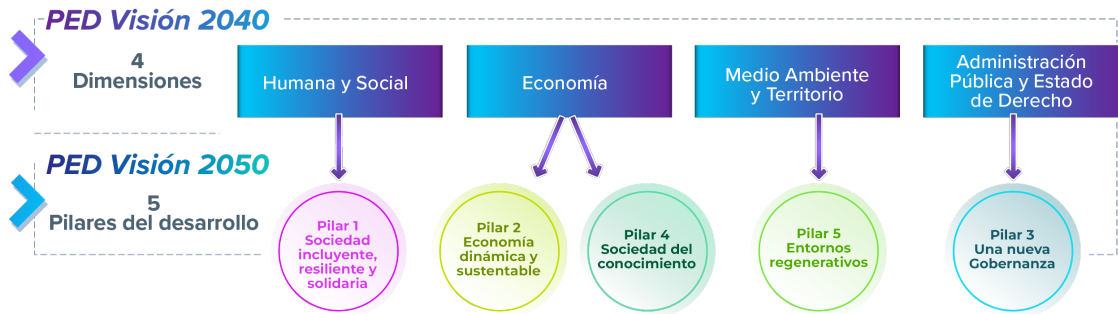 PED Visión 2040
4
Dimensiones
Humana y Social
Economía
Medio Ambiente
y Territorio
Administración
Pública y Estado
de Derecho
PED Visión 2050
5
Pilares del desarrollo
Pilar 1
Sociedad
incluyente,
resiliente y
solidaria
Pilar 2
Economía
dinámica y
sustentable
Pilar 4
Sociedad del
conocimiento
Pilar 5
Entornos
regenerativos
Pilar 3
Una nueva
Gobernanza